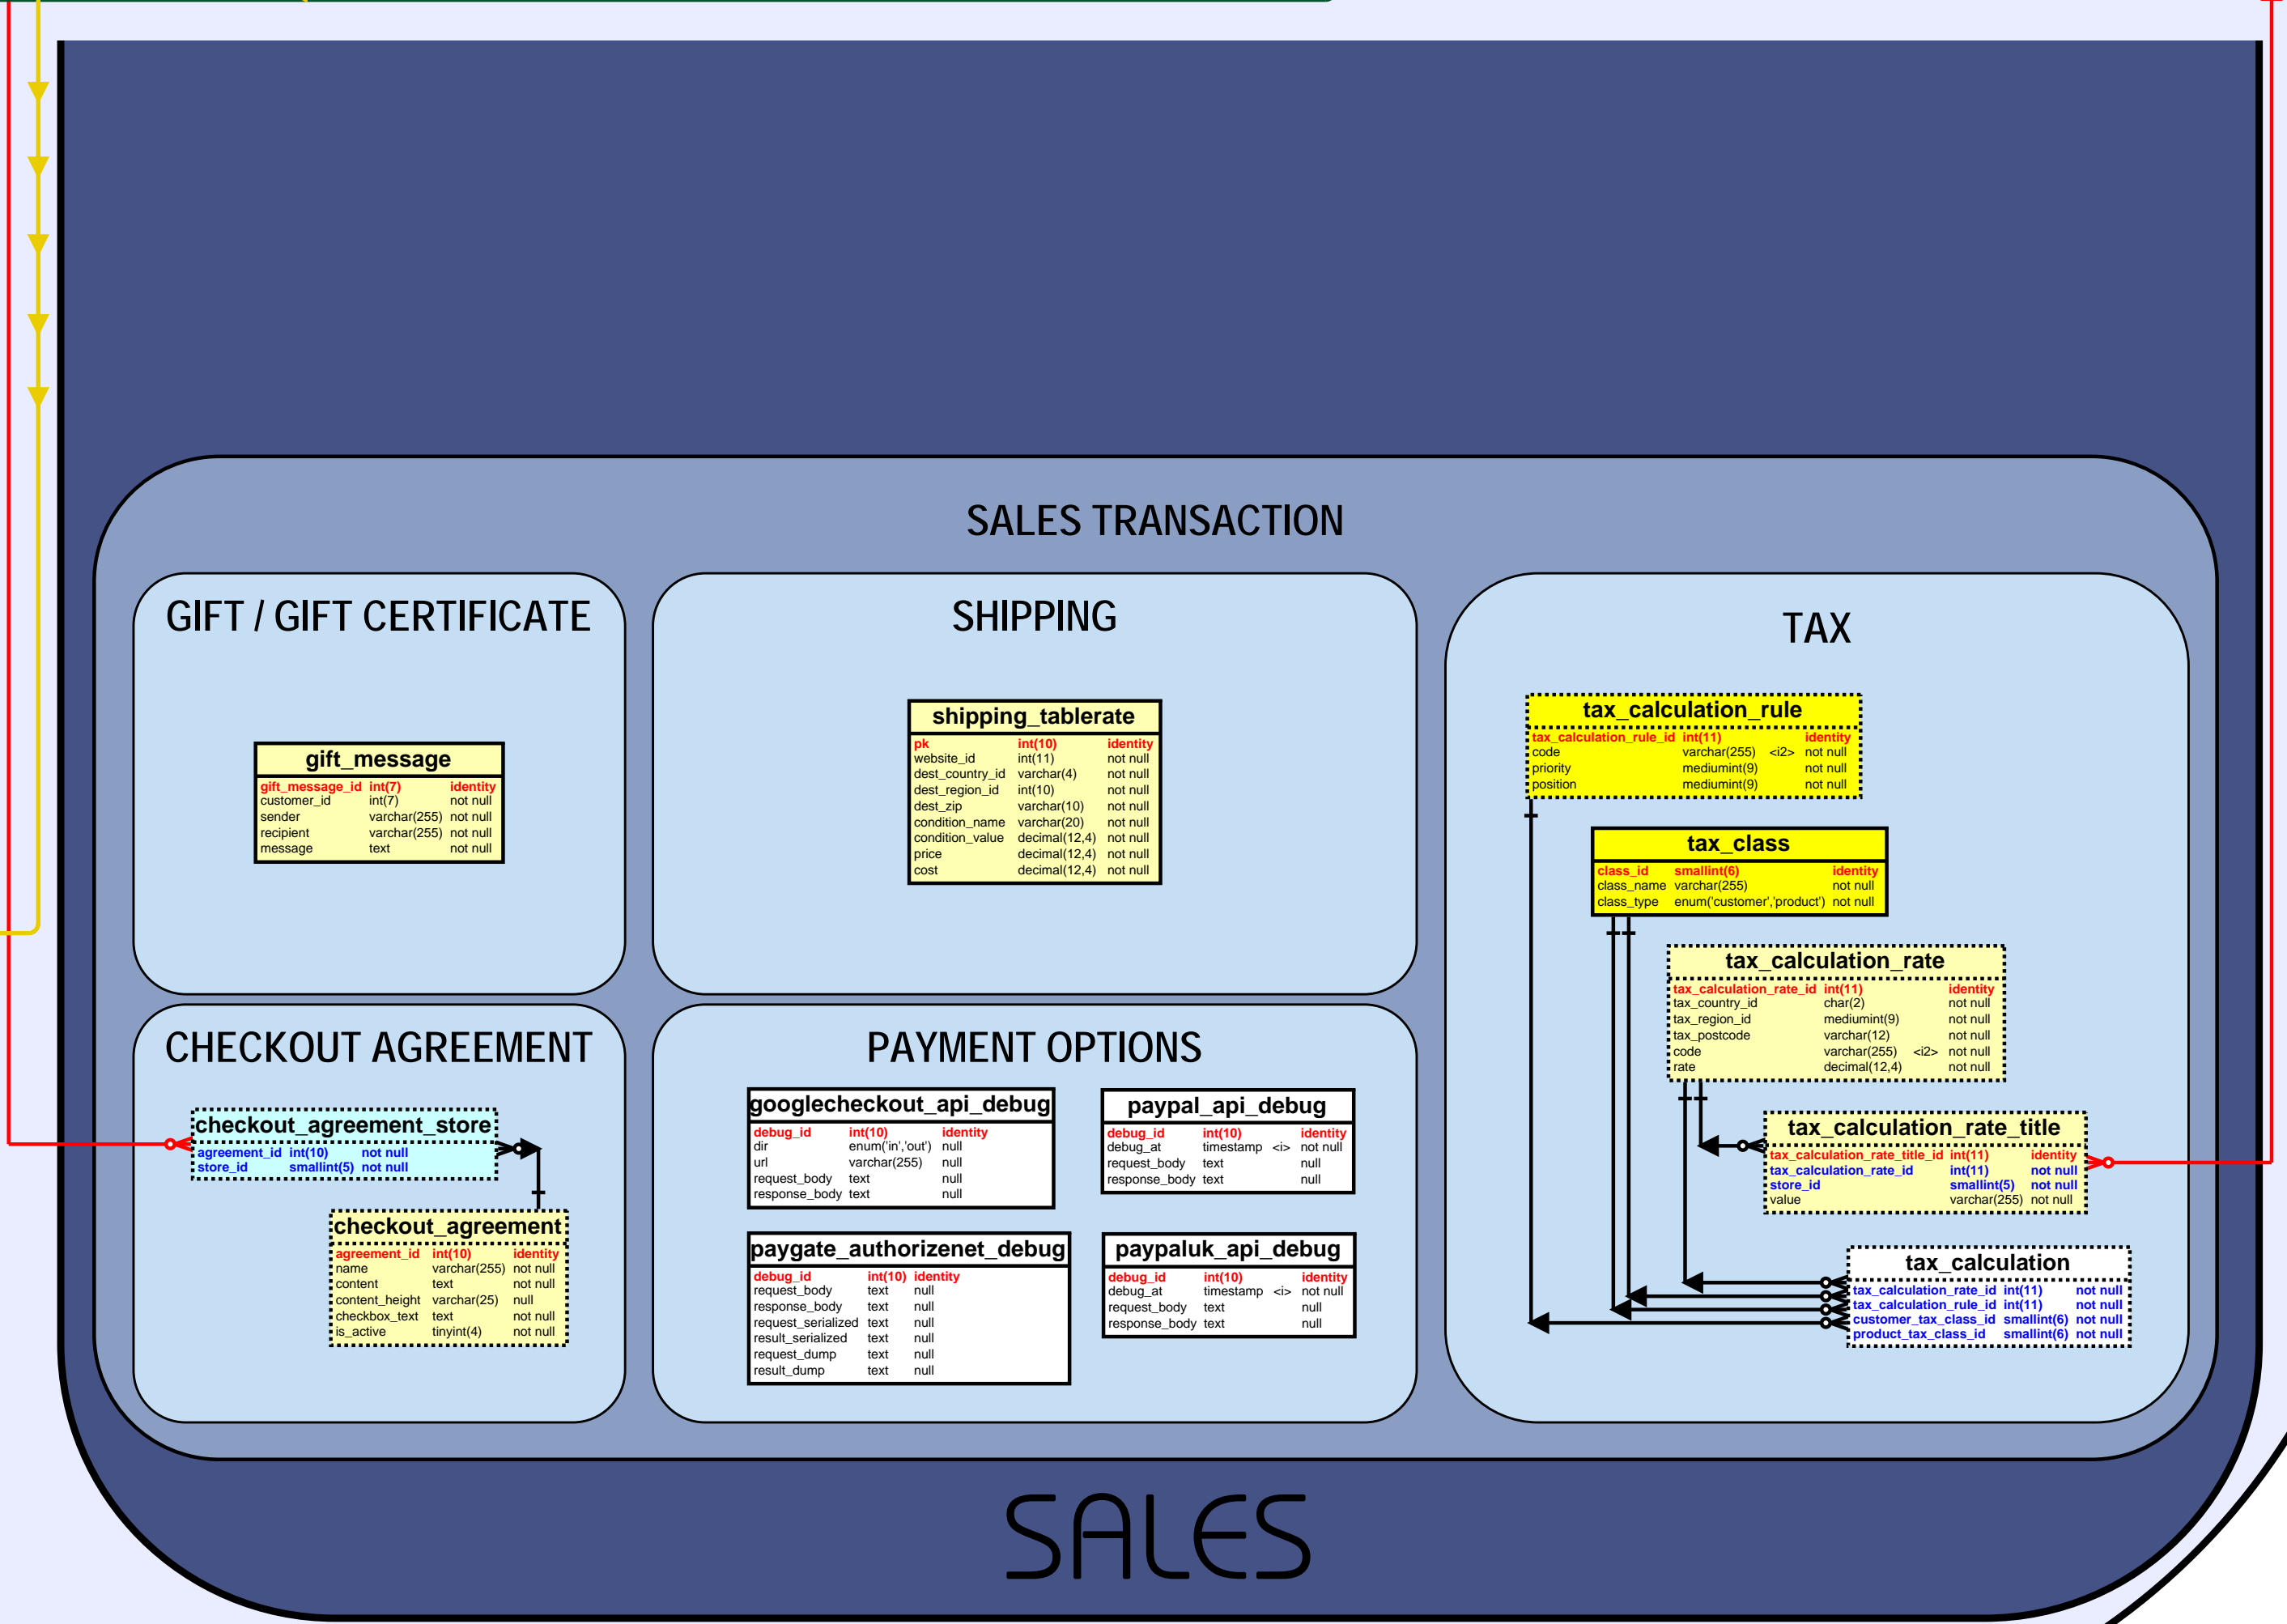 SALES TRANSACTION
GIFT / GIFT CERTIFICATE
gift_message
gift_message_id int(7) identity
customer_id int(7) not null
sender varchar(255) not null
recipient varchar(255) not null
message text not null
SHIPPING
shipping_tablerate
pk int(10) identity
website_id int(11) not null
dest_country_id varchar(4) not null
dest_region_id int(10) not null
dest_zip varchar(10) not null
condition_name varchar(20) not null
condition_value decimal(12,4) not null
price decimal(12,4) not null
cost decimal(12,4) not null
TAX
tax_calculation_rule
tax_calculation_rule_id int(11) identity
code varchar(255) <i2> not null
priority mediumint(9) not null
position mediumint(9) not null
tax_class
class_id smallint(6) identity
class_name varchar(255) not null
class_type enum('customer','product') not null
tax_calculation_rate
tax_calculation_rate_id int(11) identity
tax_country_id char(2) not null
tax_region_id mediumint(9) not null
tax_postcode varchar(12) not null
code varchar(255) <i2> not null
rate decimal(12,4) not null
tax_calculation_rate_title
tax_calculation_rate_title_id int(11) identity
tax_calculation_rate_id int(11) not null
store_id smallint(5) not null
value varchar(255) not null
tax_calculation
tax_calculation_rate_id int(11) not null
tax_calculation_rule_id int(11) not null
customer_tax_class_id smallint(6) not null
product_tax_class_id smallint(6) not null
CHECKOUT AGREEMENT
checkout_agreement_store
agreement_id int(10) not null
store_id smallint(5) not null
checkout_agreement
agreement_id int(10) identity
name varchar(255) not null
content text not null
content_height varchar(25) null
checkbox_text text not null
is_active tinyint(4) not null
PAYMENT OPTIONS
googlecheckout_api_debug
debug_id int(10) identity
dir enum('in','out') null
url varchar(255) null
request_body text null
response_body text null
paypal_api_debug
debug_id int(10) identity
debug_at timestamp <i> not null
request_body text null
response_body text null
paygate_authorizenet_debug
debug_id int(10) identity
request_body text null
response_body text null
request_serialized text null
result_serialized text null
request_dump text null
result_dump text null
paypaluk_api_debug
debug_id int(10) identity
debug_at timestamp <i> not null
request_body text null
response_body text null
SALES